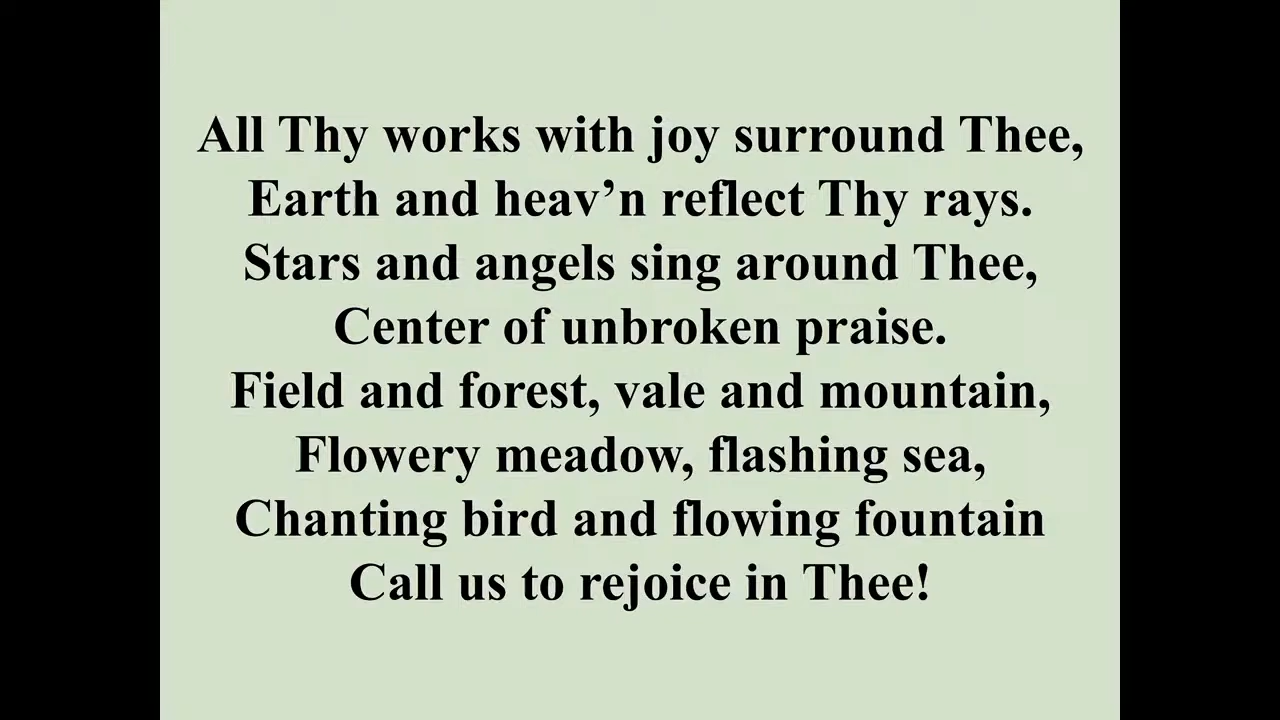 All Thy works with joy surround Thee,
Earth and heav’n reflect Thy rays.
Stars and angels sing around Thee,
Center of unbroken praise.
Field and forest, vale and mountain,
Flowery meadow, flashing sea,
Chanting bird and flowing fountain
Call us to rejoice in Thee!